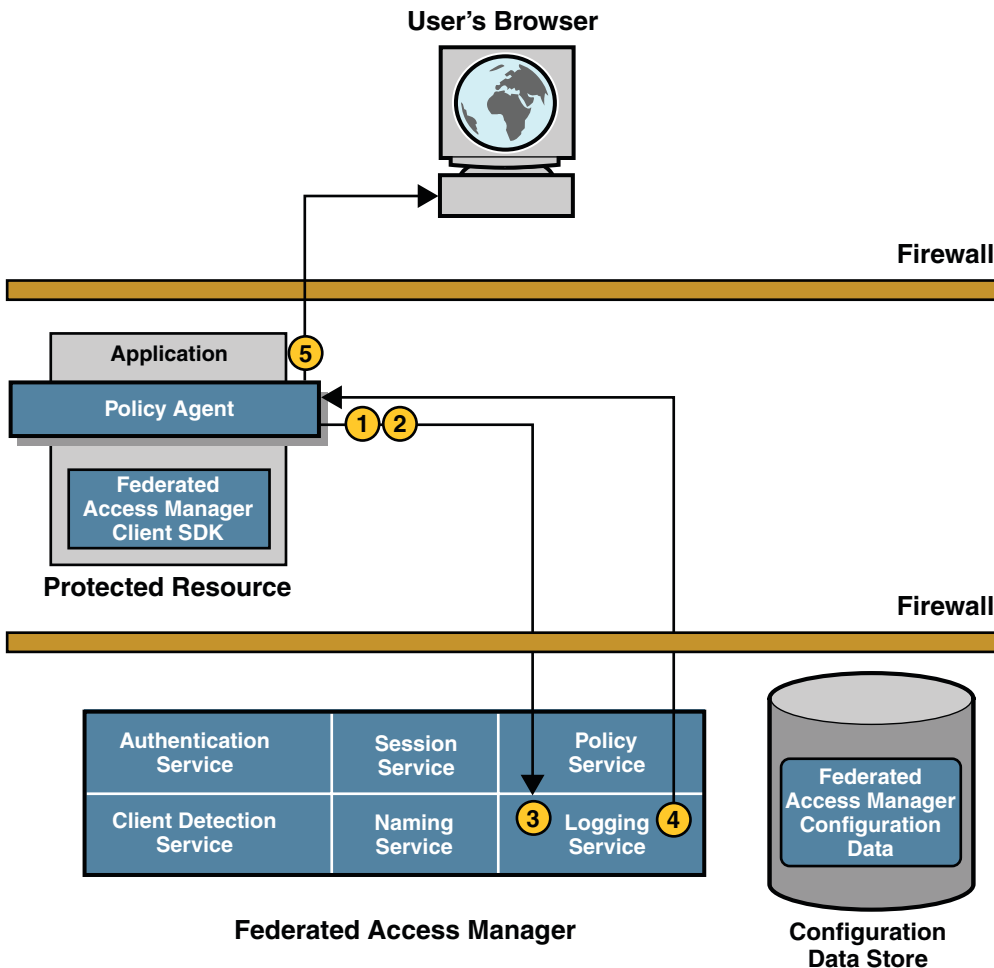 User's Browser
Firewall
Application
5
Policy Agent
1
2
Federated
Access Manager
Client SDK
Protected Resource
Firewall
Authentication
Service
Session
Service
Policy
Service
Client Detection
Service
Naming
Service
3
Logging
Service
4
Federated
Access Manager
Configuration
Data
Federated Access Manager
Configuration
Data Store